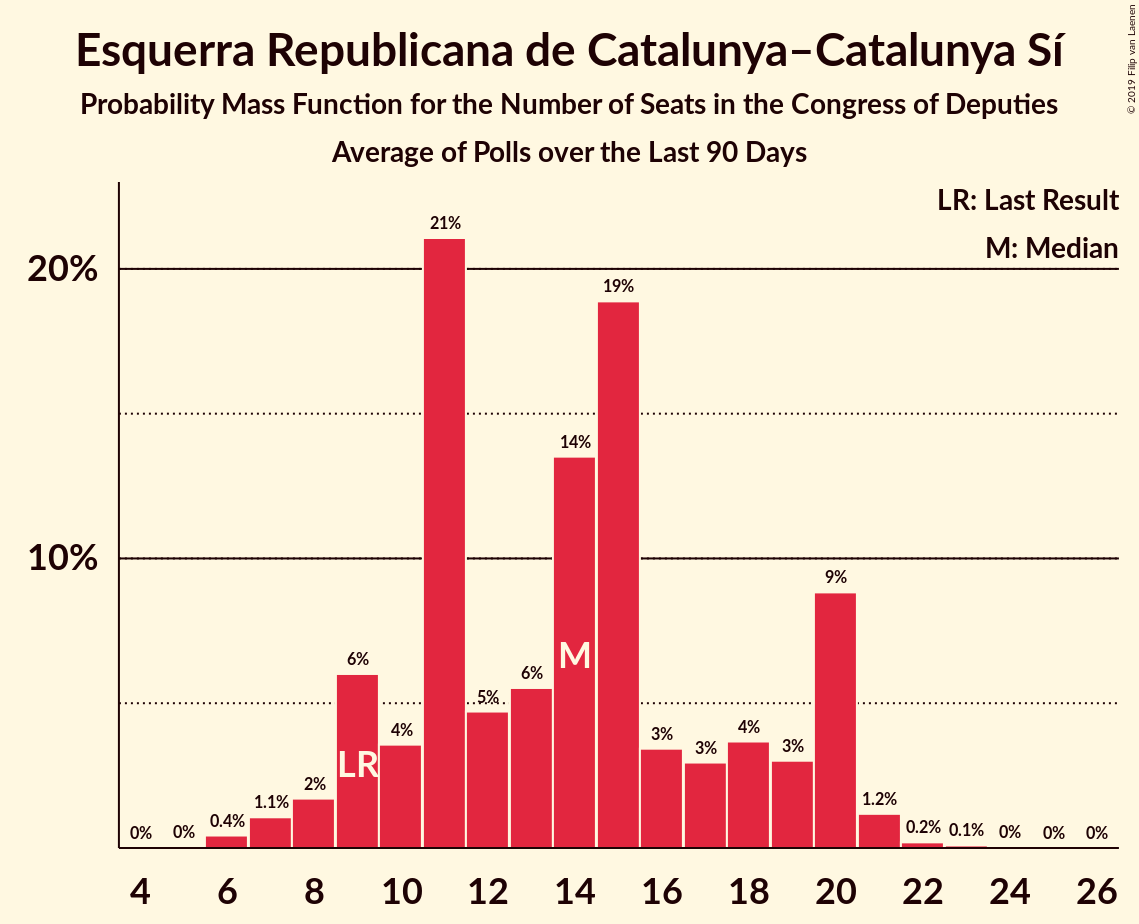 Esquerra Republicana de Catalunya–Catalunya Sí
Probability Mass Function for the Number of Seats in the Congress of Deputies
Average of Polls over the Last 90 Days
© 2019 Filip van Laenen
LR: Last Result
M: Median
20%
10%
0%
0%
0.4%
1.1%
2%
6%
4%
21%
5%
6%
14%
19%
3%
3%
4%
3%
9%
1.2%
0.2%
0.1%
0%
0%
0%
LR
M
4 6 8 10 12 14 16 18 20 22 24 26